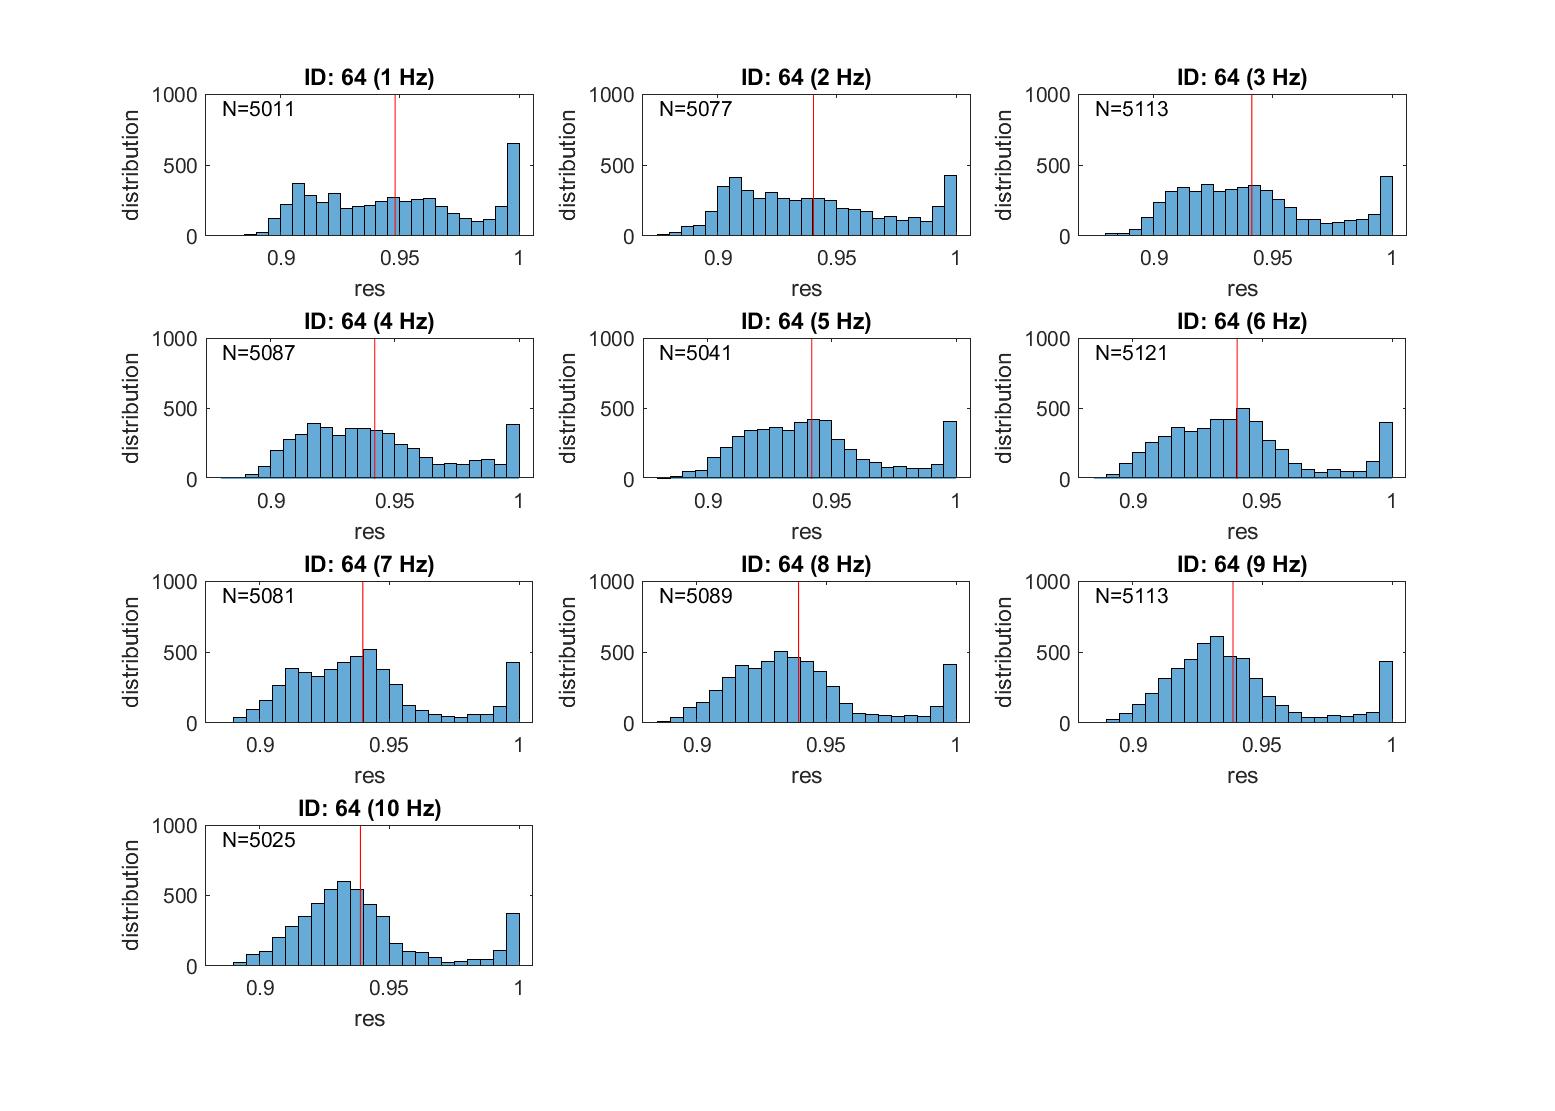 ID: 64 (1 Hz)
N=5011
1000
500
0
distribution
0.9 0.95 1
res
ID: 64 (2 Hz)
N=5077
1000
500
0
distribution
0.9 0.95 1
res
ID: 64 (3 Hz)
N=5113
1000
500
0
distribution
0.9 0.95 1
res
ID: 64 (4 Hz)
N=5087
1000
500
0
distribution
0.9 0.95 1
res
ID: 64 (5 Hz)
N=5041
1000
500
0
distribution
0.9 0.95 1
res
ID: 64 (6 Hz)
N=5121
1000
500
0
distribution
0.9 0.95 1
res
ID: 64 (7 Hz)
N=5081
1000
500
0
distribution
0.9 0.95 1
res
ID: 64 (8 Hz)
N=5089
1000
500
0
distribution
0.9 0.95 1
res
ID: 64 (9 Hz)
N=5113
1000
500
0
distribution
0.9 0.95 1
res
ID: 64 (10 Hz)
N=5025
1000
500
0
distribution
0.9 0.95 1
res